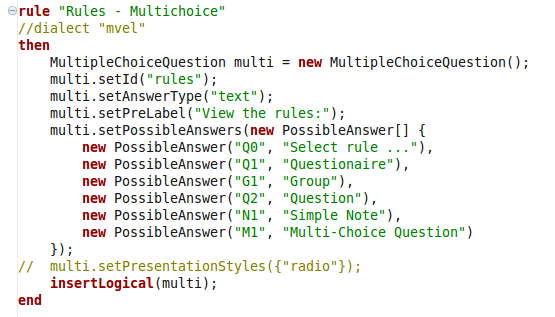 rule "Rules - Multichoice"
//dialect "mvel"
then
    MultipleChoiceQuestion multi = new MultipleChoiceQuestion();
    multi.setId("rules");
    multi.setAnswerType("text");
    multi.setPreLabel("View the rules:");
    multi.setPossibleAnswers(new PossibleAnswer[] {
        new PossibleAnswer("Q0", "Select rule ..."),
        new PossibleAnswer("Q1", "Questionaire"),
        new PossibleAnswer("G1", "Group"),
        new PossibleAnswer("Q2", "Question"),
        new PossibleAnswer("N1", "Simple Note"),
        new PossibleAnswer("M1", "Multi-Choice Question")
    });
//  multi.setPresentationStyles({"radio"});
    insertLogical(multi);
end